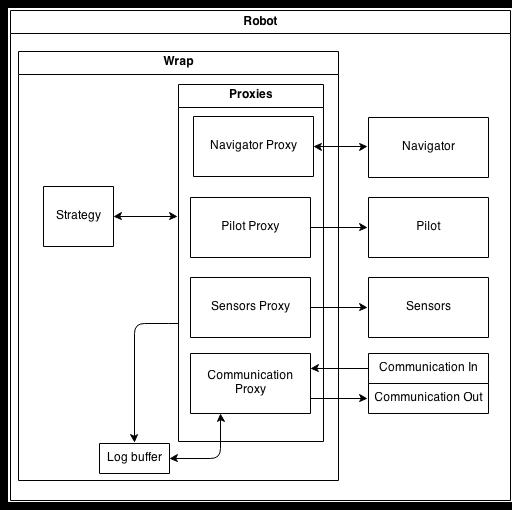 Robot
Wrap
Proxies
Navigator Proxy
Navigator
Strategy
Pilot Proxy
Pilot
Sensors Proxy
Sensors
Communication
Proxy
Communication In
Communication Out
Log buffer